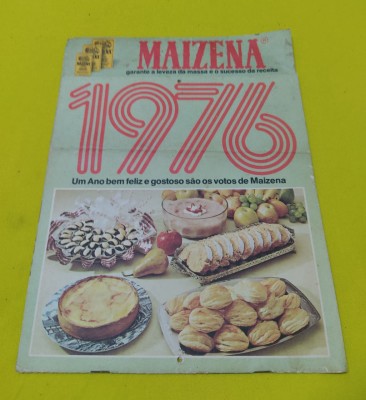 MAIZENA
garante a leveza da massa e o sucesso da receita
1976
Um Ano bem feliz e gostoso são os votos de Maizena